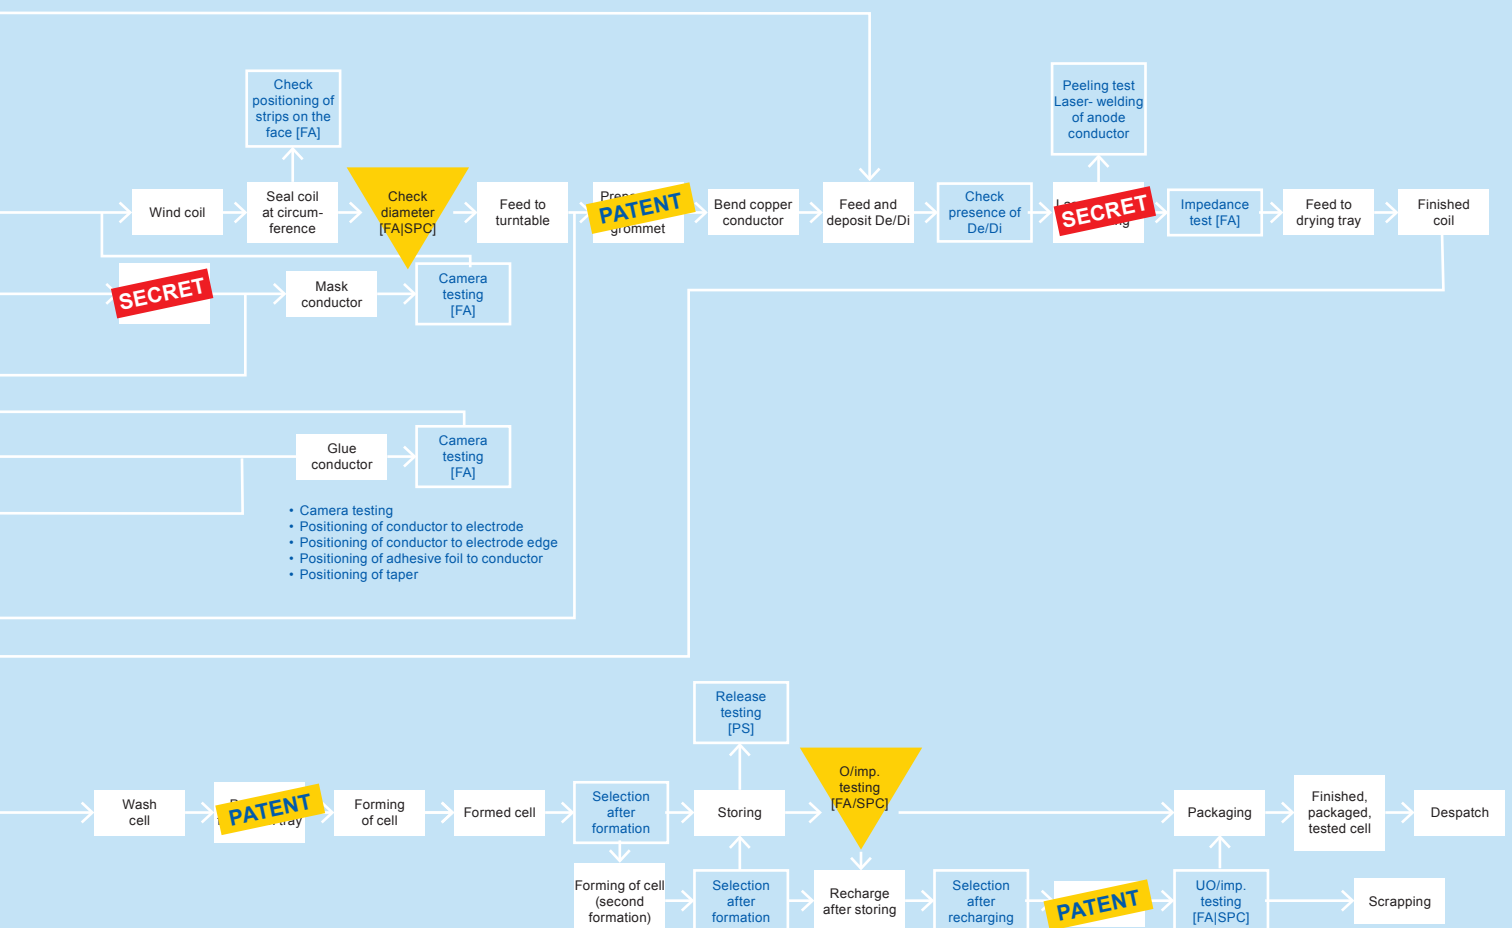 Check
positioning of
strips on the
face [FA]
Peeling test
Laser- welding
of anode
conductor
Wind coil
Seal coil
at circum-
ference
Check
diameter
[FA|SPC]
Feed to
turntable
PATENT
grommet
Bend copper
conductor
Feed and
deposit De/Di
Check
presence of
De/Di
SECRET
Impedance
test [FA]
Feed to
drying tray
Finished
coil
SECRET
Mask
conductor
Camera
testing
[FA]
Glue
conductor
Camera
testing
[FA]
• Camera testing
• Positioning of conductor to electrode
• Positioning of conductor to electrode edge
• Positioning of adhesive foil to conductor
• Positioning of taper
Release
testing
[PS]
Wash
cell
PATENT
tray
Forming
of cell
Formed cell
Selection
after
formation
Storing
O/imp.
testing
[FA/SPC]
Packaging
Finished,
packaged,
tested cell
Despatch
Forming of cell
(second
formation)
Selection
after
formation
Recharge
after storing
Selection
after
recharging
PATENT
UO/imp.
testing
[FA|SPC]
Scrapping